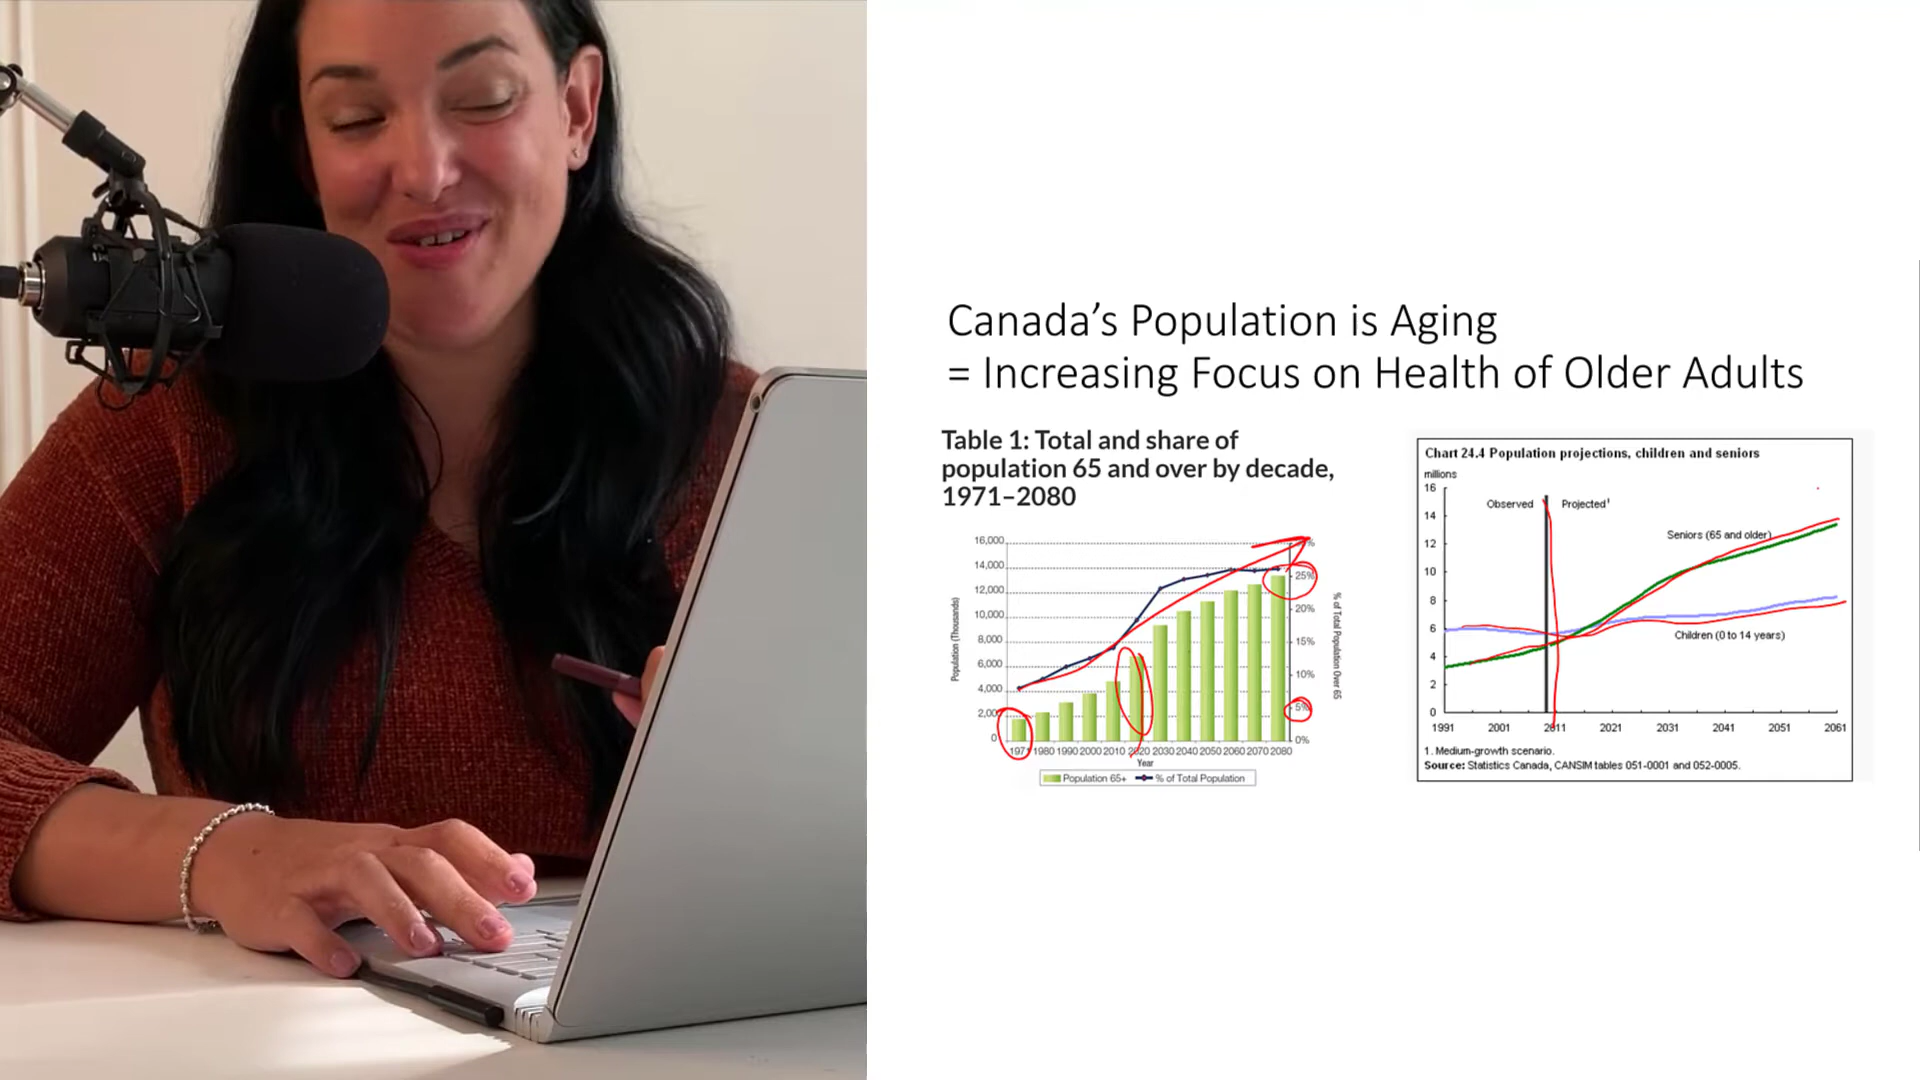 Canada’s Population is Aging
= Increasing Focus on Health of Older Adults
Table 1: Total and share of
population 65 and over by decade,
1971–2080
16,000
14,000
12,000
10,000
8,000
6,000
4,000
2,000
0
Population (Thousands)
25%
20%
15%
10%
5%
0%
% of Total Population Over 65
1971 1980 1990 2000 2010 2020 2030 2040 2050 2060 2070 2080
Year
Population 65+ % of Total Population
Chart 24.4 Population projections, children and seniors
millions
16
14
12
10
8
6
4
2
0
Observed Projected¹
Seniors (65 and older)
Children (0 to 14 years)
1991 2001 2011 2021 2031 2041 2051 2061
1. Medium-growth scenario.
Source: Statistics Canada, CANSIM tables 051-0001 and 052-0005.